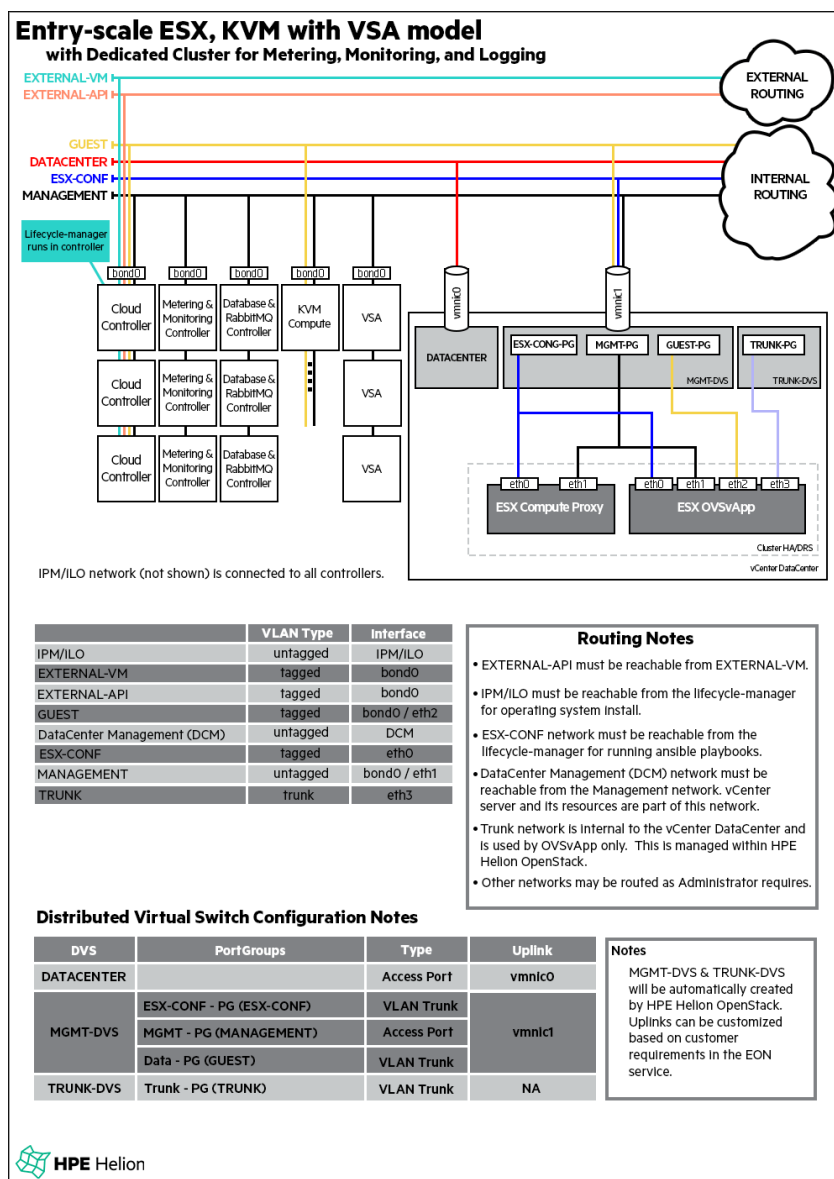 Entry-scale ESX, KVM with VSA model
with Dedicated Cluster for Metering, Monitoring, and Logging
EXTERNAL-VM
EXTERNAL-API
EXTERNAL
ROUTING
GUEST
DATACENTER
ESX-CONF
MANAGEMENT
INTERNAL
ROUTING
Lifecycle-manager
runs in controller
bond0
bond0
bond0
bond0
bond0
vmnic0
vmnic1
Cloud
Controller
Metering &
Monitoring
Controller
Database &
RabbitMQ
Controller
KVM
Compute
VSA
Cloud
Controller
Metering &
Monitoring
Controller
Database &
RabbitMQ
Controller
VSA
Cloud
Controller
Metering &
Monitoring
Controller
Database &
RabbitMQ
Controller
VSA
DATACENTER
ESX-CONG-PG
MGMT-PG
GUEST-PG
MGMT-DVS
TRUNK-PG
TRUNK-DVS
eth0
eth1
ESX Compute Proxy
eth0
eth1
eth2
eth3
ESX OVSvApp
Cluster HA/DRS
vCenter DataCenter
IPM/ILO network (not shown) is connected to all controllers.
VLAN Type Interface
IPM/ILO untagged IPM/ILO
EXTERNAL-VM tagged bond0
EXTERNAL-API tagged bond0
GUEST tagged bond0 / eth2
DataCenter Management (DCM) untagged DCM
ESX-CONF tagged eth0
MANAGEMENT untagged bond0 / eth1
TRUNK trunk eth3
Routing Notes
• EXTERNAL-API must be reachable from EXTERNAL-VM.
• IPM/ILO must be reachable from the lifecycle-manager
for operating system install.
• ESX-CONF network must be reachable from the
lifecycle-manager for running ansible playbooks.
• DataCenter Management (DCM) network must be
reachable from the Management network. vCenter
server and its resources are part of this network.
• Trunk network is internal to the vCenter DataCenter and
is used by OVSvApp only. This is managed within HPE
Helion OpenStack.
• Other networks may be routed as Administrator requires.
Distributed Virtual Switch Configuration Notes
DVS PortGroups Type Uplink
DATACENTER Access Port vmnic0
MGMT-DVS
ESX-CONF - PG (ESX-CONF) VLAN Trunk
MGMT - PG (MANAGEMENT) Access Port
Data - PG (GUEST) VLAN Trunk
vmnic1
TRUNK-DVS Trunk - PG (TRUNK) VLAN Trunk NA
Notes
MGMT-DVS & TRUNK-DVS
will be automatically created
by HPE Helion OpenStack.
Uplinks can be customized
based on customer
requirements in the EON
service.
HPE Helion